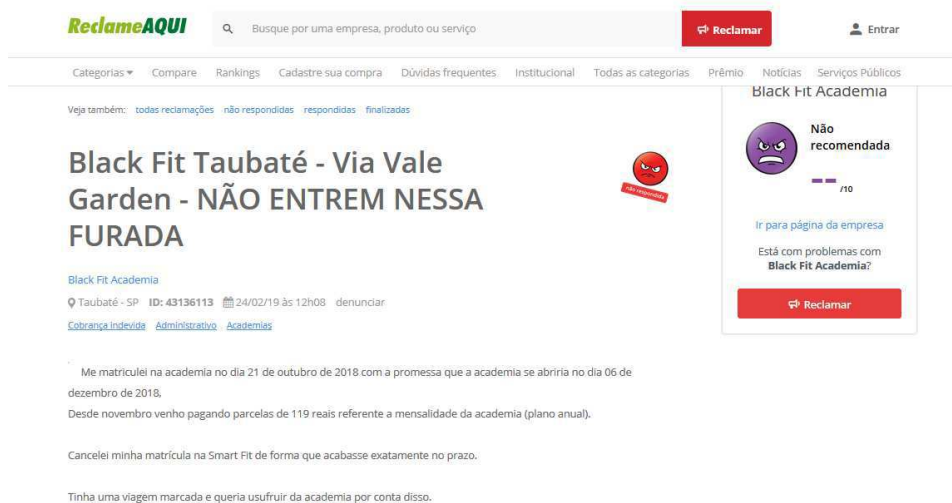 ReclameAQUI
Busque por uma empresa, produto ou serviço
Reclamar
Entrar
Categorias Compare Rankings Cadastre sua compra Dúvidas frequentes Institucional Todas as categorias Prêmio Notícias Serviços Públicos
Veja também: todas reclamações não respondidas respondidas finalizadas
Black Fit Taubaté - Via Vale
Garden - NÃO ENTREM NESSA
FURADA
não respondida
Black Fit Academia
Taubaté - SP ID: 43136113 24/02/19 às 12h08 denunciar
Cobrança indevida Administrativo Academias
Me matriculei na academia no dia 21 de outubro de 2018 com a promessa que a academia se abriria no dia 06 de
dezembro de 2018,
Desde novembro venho pagando parcelas de 119 reais referente a mensalidade da academia (plano anual).
Cancelei minha matrícula na Smart Fit de forma que acabasse exatamente no prazo.
Tinha uma viagem marcada e queria usufruir da academia por conta disso.
Black Fit Academia
Não
recomendada
-- /10
Ir para página da empresa
Está com problemas com
Black Fit Academia?
Reclamar